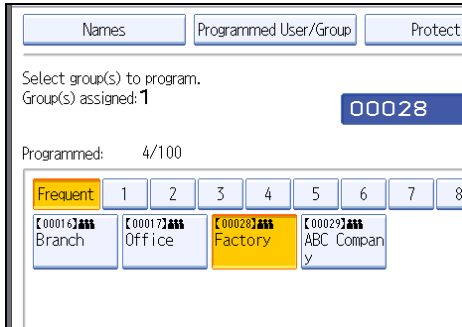 Names Programmed User/Group Protect
Select group(s) to program.
Group(s) assigned: 1
00028
Programmed: 4/100
Frequent 1 2 3 4 5 6 7 8
【00016】 【00017】 【00028】 【00029】
Branch Office Factory ABC Compan
y